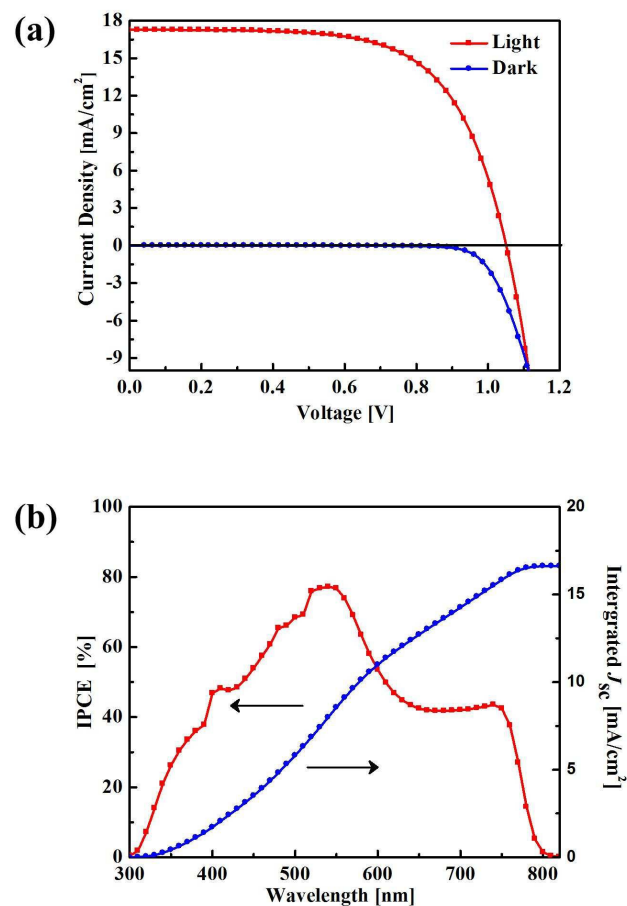 (a)
Current Density [mA/cm²]
18
15
12
9
6
3
0
-3
-6
-9
Light
Dark
0.0 0.2 0.4 0.6 0.8 1.0 1.2
Voltage [V]
(b)
IPCE [%]
100
80
60
40
20
0
20
15
10
5
0
Intergrated Jsc [mA/cm²]
300 400 500 600 700 800
Wavelength [nm]